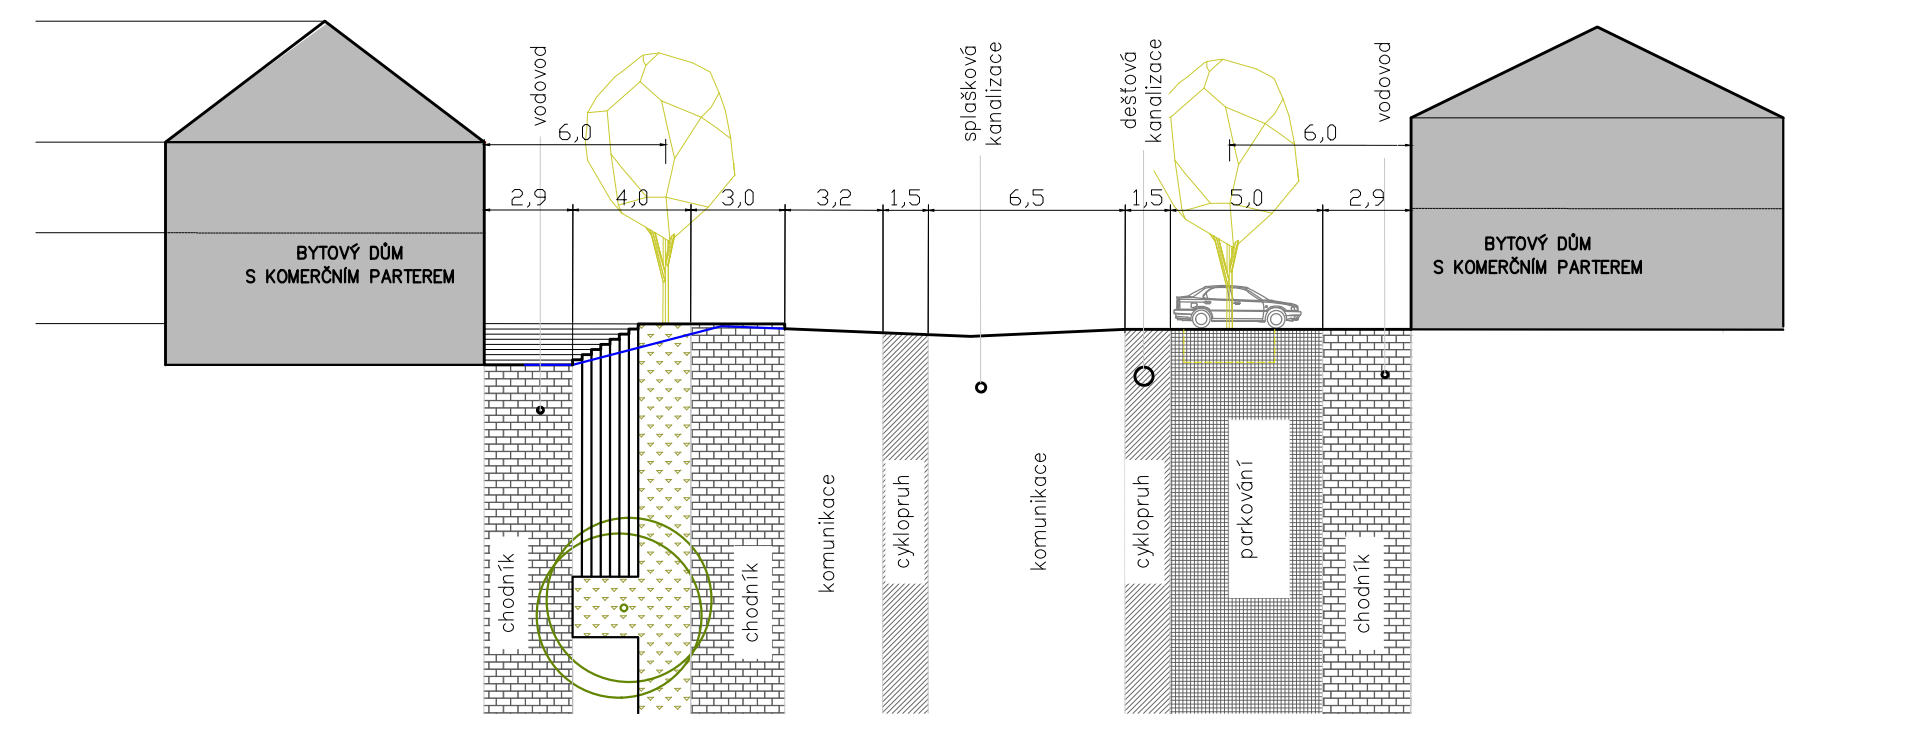 vodovod
splašková
kanalizace
dešťová
kanalizace
vodovod
6,0
6,0
2,9
4,0
3,0
3,2
1,5
6,5
1,5
5,0
2,9
BYTOVÝ DŮM
S KOMERČNÍM PARTEREM
BYTOVÝ DŮM
S KOMERČNÍM PARTEREM
chodník
chodník
komunikace
cyklopruh
komunikace
cyklopruh
parkování
chodník